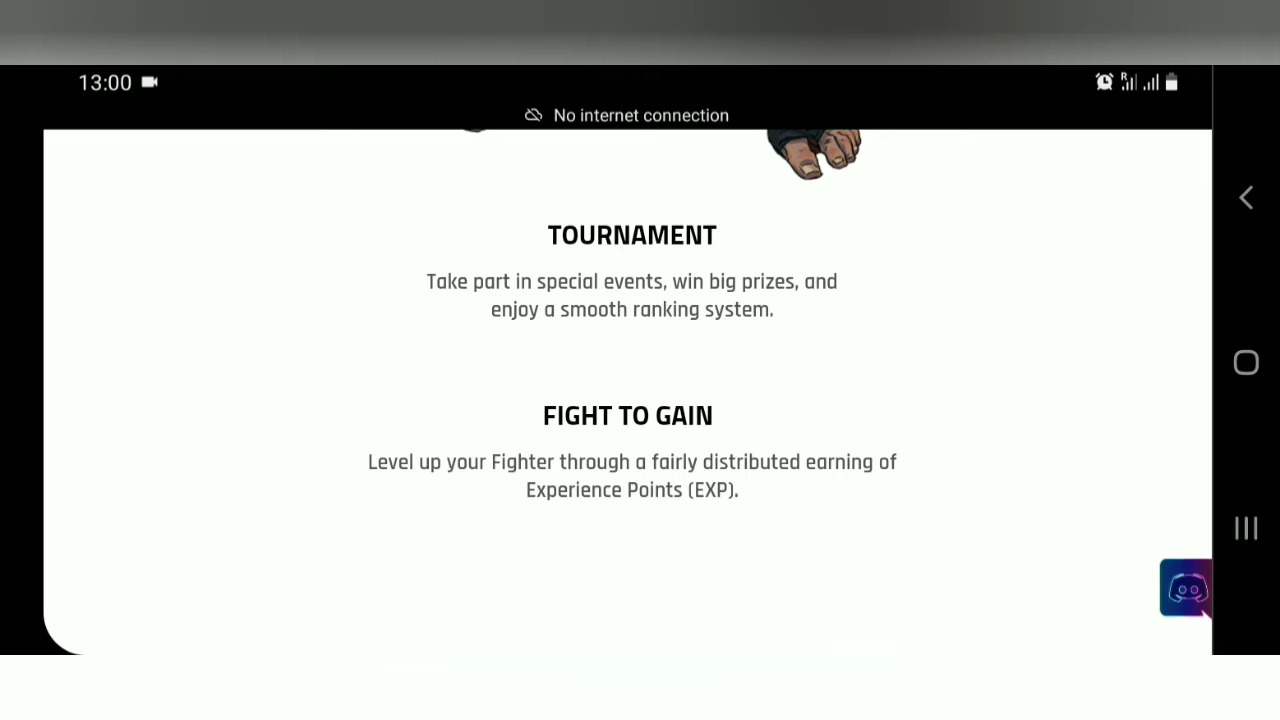 13:00
R
No internet connection
TOURNAMENT
Take part in special events, win big prizes, and
enjoy a smooth ranking system.
FIGHT TO GAIN
Level up your Fighter through a fairly distributed earning of
Experience Points (EXP).